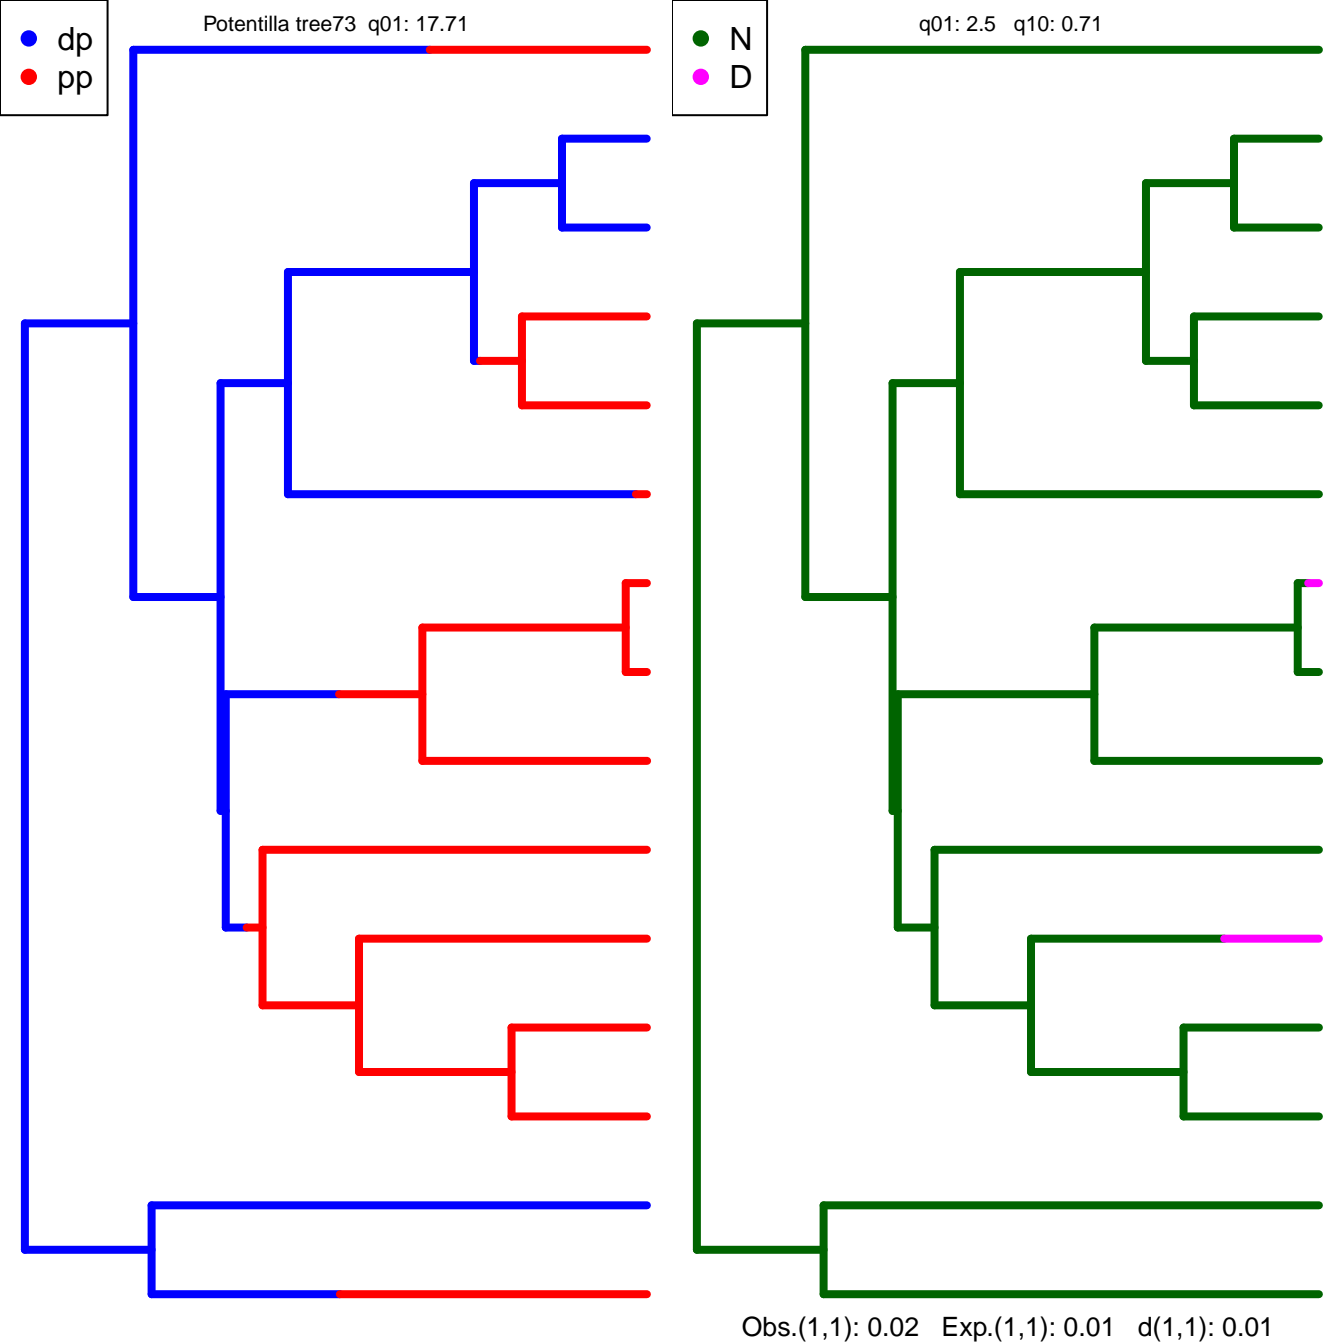 Potentilla tree73  q01: 17.71
dp
pp
q01: 2.5   q10: 0.71
N
D
Obs.(1,1): 0.02   Exp.(1,1): 0.01   d(1,1): 0.01